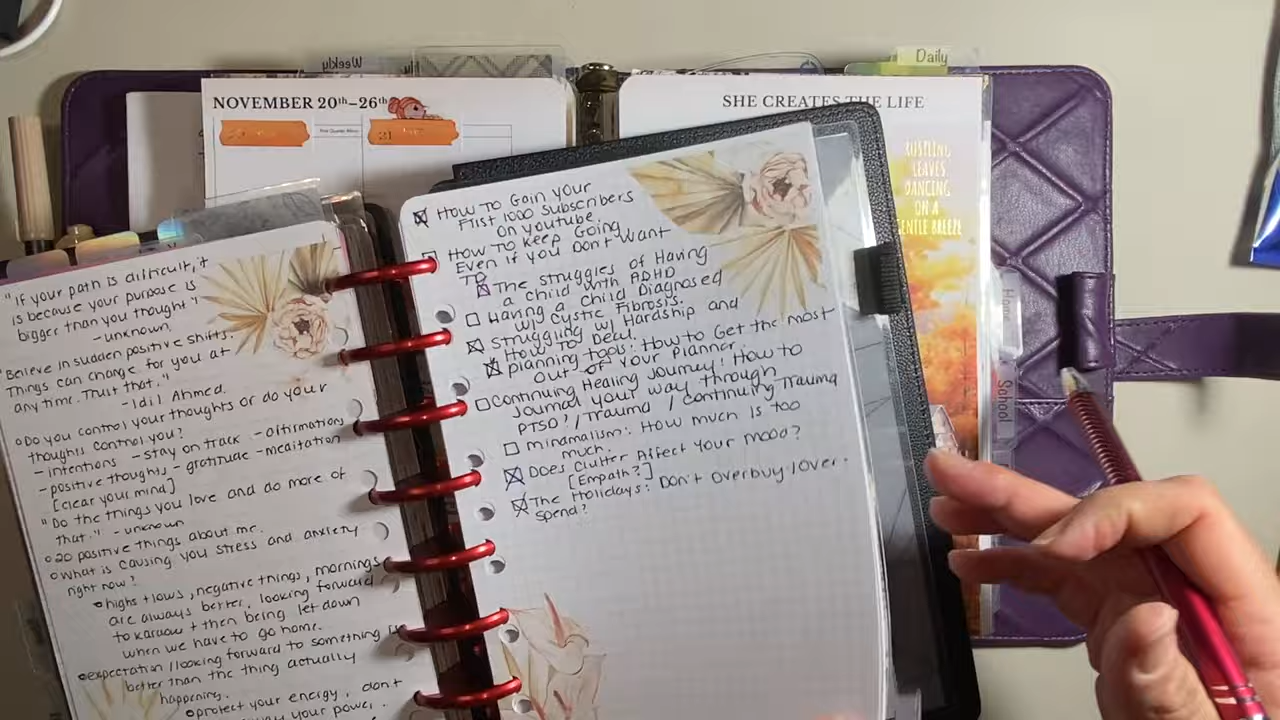 Weekly
Daily
NOVEMBER 20th-26th
SHE CREATES THE LIFE
RUSTLING
LEAVES
DANCING
ON A
GENTLE BREEZE
School
"If your path is difficult, it
is because your purpose is
bigger than you thought"
- unknown.
"Believe in sudden positive shifts.
Things can change for you at
any time. Trust that."
- Idil Ahmed.
Do you control your thoughts or do your
thoughts control you?
- intentions - stay on track - affirmations
- positive thoughts - gratitude - meditation
[clear your mind]
"Do the things you love and do more of
that." - unknown
20 positive things about me.
What is causing you stress and anxiety
right now?
highs + lows, negative things, mornings
are always better, looking forward
to karaow + then being let down
when we have to go home.
expectation / looking forward to something is
better than the thing actually
happening.
protect your energy, don't
your power.
How To Gain your
First 1000 Subscribers
on youtube.
How To Keep Going
Even if you Don't Want
To
The struggles of Having
a child with ADHD
Having a child Diagnosed
w/ Cystic Fibrosis.
Struggling w/ Hardship and
How To Deal.
Planning Tools: How to Get the most
out of your Planner.
Continuing Healing Journey: How to
Journal your way through
PTSD?/Trauma / continuing Trauma
minamalism: How much is too
much.
Does Clutter Affect Your mood?
[Empath?]
The Holidays: Don't overbuy / over
spend?